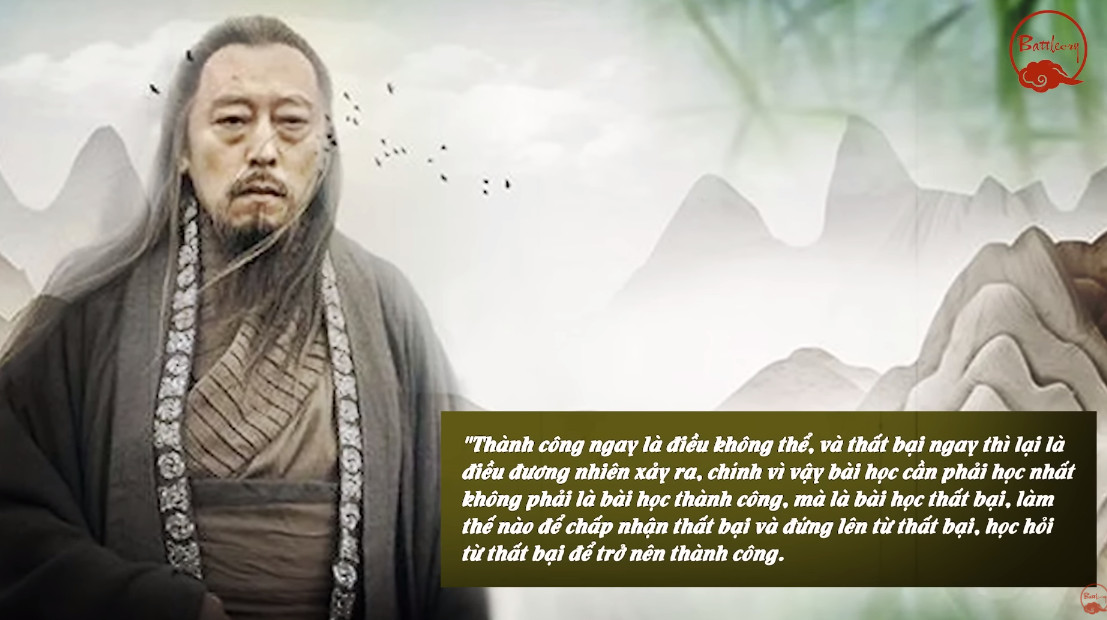 Battlecry
"Thành công ngay là điều không thể, và thất bại ngay thì lại là
điều đương nhiên xảy ra, chính vì vậy bài học cần phải học nhất
không phải là bài học thành công, mà là bài học thất bại, làm
thế nào để chấp nhận thất bại và đứng lên từ thất bại, học hỏi
từ thất bại để trở nên thành công.